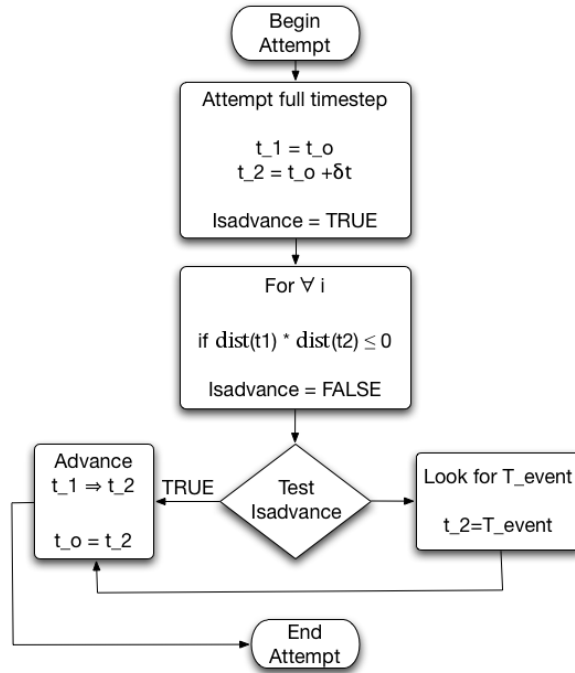 Begin
Attempt
Attempt full timestep
t_1 = t_o
t_2 = t_o +δt
Isadvance = TRUE
For ∀ i
if dist(t1) * dist(t2) ≤ 0
Isadvance = FALSE
Advance
t_1 ⇒ t_2
t_o = t_2
TRUE
Test
Isadvance
Look for T_event
t_2=T_event
End
Attempt